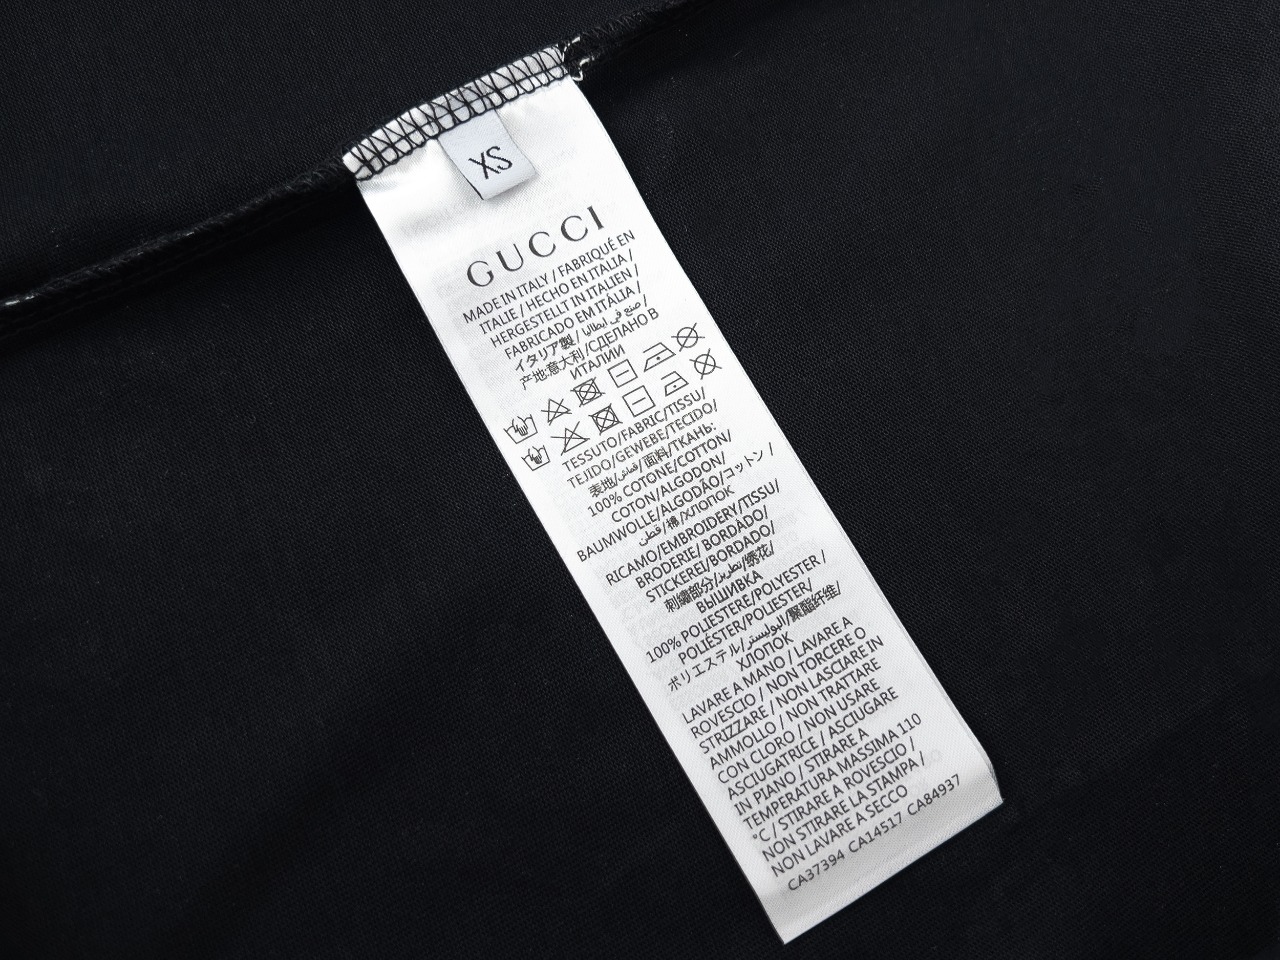 XS
GUCCI
MADE IN ITALY / FABRIQUÉ EN
ITALIE / HECHO EN ITALIA /
HERGESTELLT IN ITALIEN /
FABRICADO EM ITÁLIA /
イタリア製 / صنع في ايطاليا /
产地:意大利 /СДЕЛАНО В
ИТАЛИИ
TESSUTO/FABRIC/TISSU/
TEJIDO/GEWEBE/TECIDO/
表地/قماش/面料/ТКАНЬ:
100% COTONE/COTTON/
COTON/ALGODON/
BAUMWOLLE/ALGODÃO/コットン /
قطن/棉/ХЛОПОК
RICAMO/EMBROIDERY/TISSU/
BRODERIE/ BORDADO/
STICKEREI/BORDADO/
刺繡部分/تطريز/绣花/
ВЫШИВКА
100% POLIESTERE/POLYESTER /
POLIÉSTER/POLIESTER/
ポリエステル/البوليستر/聚酯纤维/
ХЛОПОК
LAVARE A MANO / LAVARE A
ROVESCIO / NON TORCERE O
STRIZZARE / NON LASCIARE IN
AMMOLLO / NON TRATTARE
CON CLORO / NON USARE
ASCIUGATRICE / ASCIUGARE
IN PIANO / STIRARE A
TEMPERATURA MASSIMA 110
°C / STIRARE A ROVESCIO /
NON STIRARE LA STAMPA /
NON LAVARE A SECCO
CA37394 CA14517 CA84937